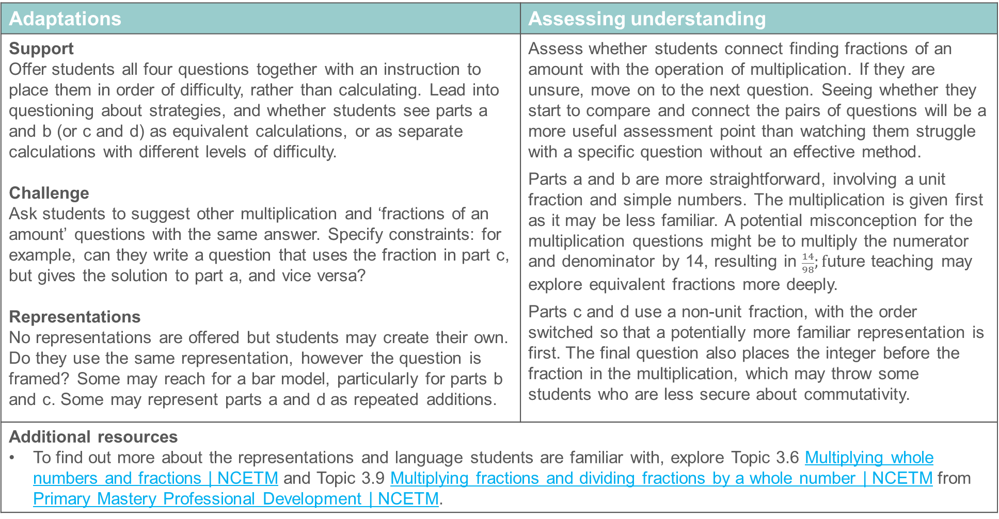 Adaptations
Support
Offer students all four questions together with an instruction to
place them in order of difficulty, rather than calculating. Lead into
questioning about strategies, and whether students see parts a
and b (or c and d) as equivalent calculations, or as separate
calculations with different levels of difficulty.
Challenge
Ask students to suggest other multiplication and ‘fractions of an
amount’ questions with the same answer. Specify constraints: for
example, can they write a question that uses the fraction in part c,
but gives the solution to part a, and vice versa?
Representations
No representations are offered but students may create their own.
Do they use the same representation, however the question is
framed? Some may reach for a bar model, particularly for parts b
and c. Some may represent parts a and d as repeated additions.
Assessing understanding
Assess whether students connect finding fractions of an
amount with the operation of multiplication. If they are
unsure, move on to the next question. Seeing whether they
start to compare and connect the pairs of questions will be a
more useful assessment point than watching them struggle
with a specific question without an effective method.
Parts a and b are more straightforward, involving a unit
fraction and simple numbers. The multiplication is given first
as it may be less familiar. A potential misconception for the
multiplication questions might be to multiply the numerator
and denominator by 14, resulting in 14/98; future teaching may
explore equivalent fractions more deeply.
Parts c and d use a non-unit fraction, with the order
switched so that a potentially more familiar representation is
first. The final question also places the integer before the
fraction in the multiplication, which may throw some
students who are less secure about commutativity.
Additional resources
• To find out more about the representations and language students are familiar with, explore Topic 3.6 Multiplying whole
numbers and fractions | NCETM and Topic 3.9 Multiplying fractions and dividing fractions by a whole number | NCETM from
Primary Mastery Professional Development | NCETM.